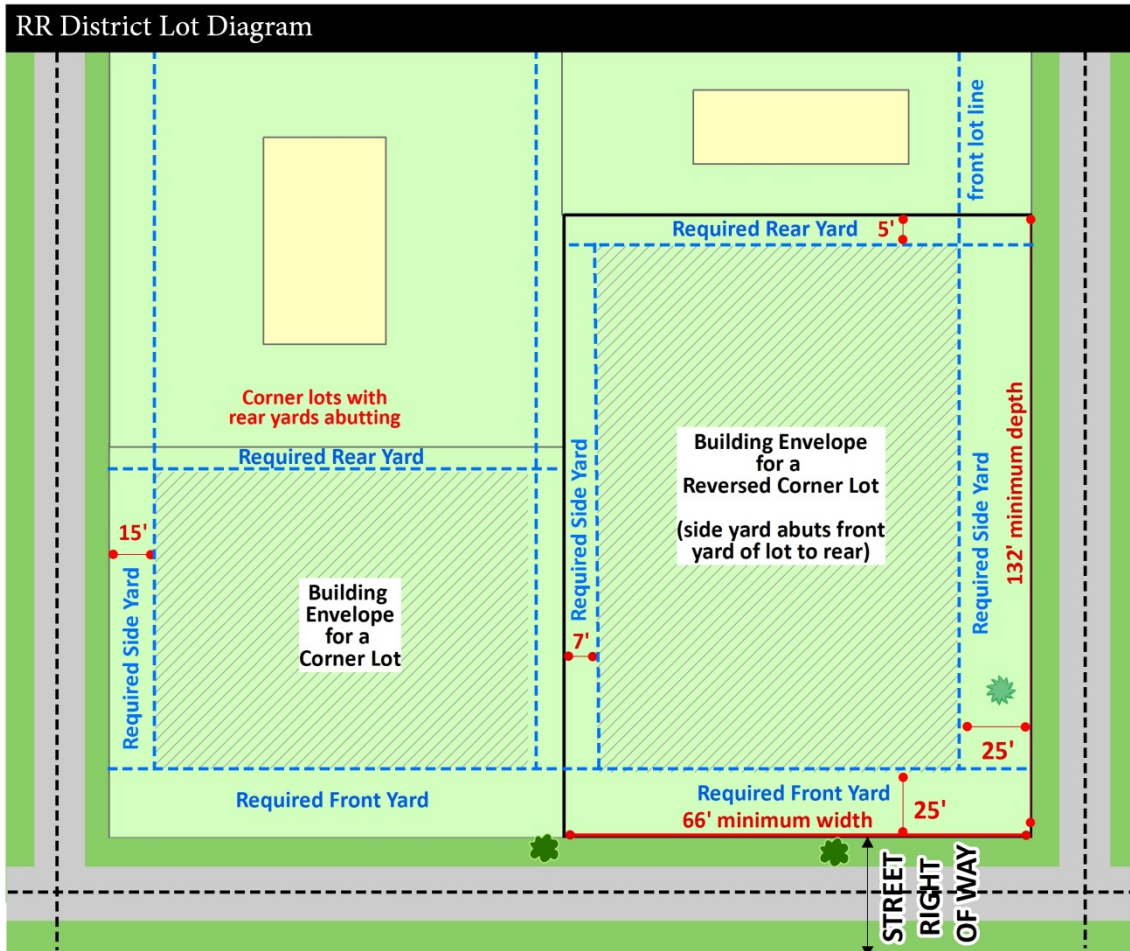 RR District Lot Diagram
front lot line
Required Rear Yard
5'
Corner lots with
rear yards abutting
Required Rear Yard
15'
Required Side Yard
Building
Envelope
for a
Corner Lot
Required Side Yard
7'
Building Envelope
for a
Reversed Corner Lot
(side yard abuts front
yard of lot to rear)
Required Side Yard
132' minimum depth
25'
Required Front Yard
Required Front Yard
25'
66' minimum width
STREET
RIGHT
OF WAY